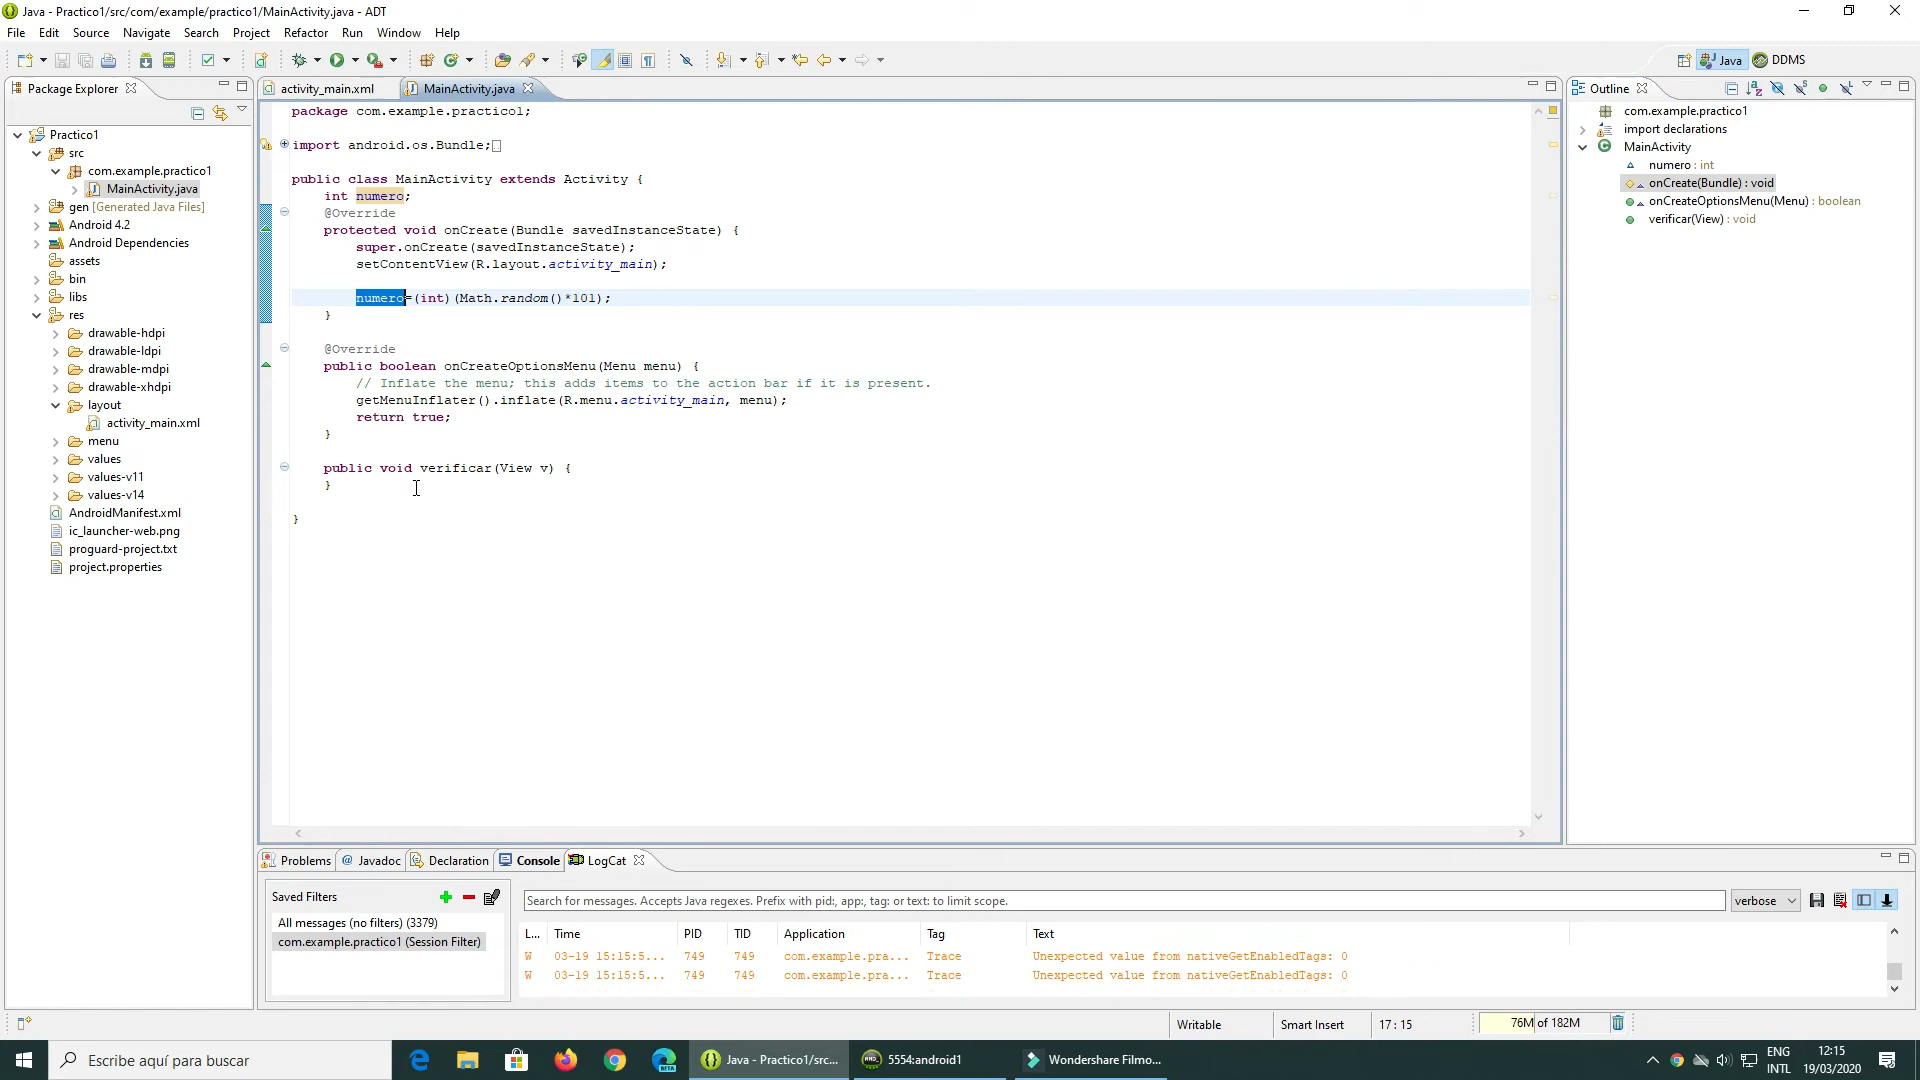 Java - Practico1/src/com/example/practico1/MainActivity.java - ADT
File Edit Source Navigate Search Project Refactor Run Window Help
Java DDMS
Package Explorer
Practico1
src
com.example.practico1
MainActivity.java
gen [Generated Java Files]
Android 4.2
Android Dependencies
assets
bin
libs
res
drawable-hdpi
drawable-ldpi
drawable-mdpi
drawable-xhdpi
layout
activity_main.xml
menu
values
values-v11
values-v14
AndroidManifest.xml
ic_launcher-web.png
proguard-project.txt
project.properties
activity_main.xml MainActivity.java
package com.example.practico1;
import android.os.Bundle;
public class MainActivity extends Activity {
int numero;
@Override
protected void onCreate(Bundle savedInstanceState) {
super.onCreate(savedInstanceState);
setContentView(R.layout.activity_main);
numero=(int)(Math.random()*101);
}
@Override
public boolean onCreateOptionsMenu(Menu menu) {
// Inflate the menu; this adds items to the action bar if it is present.
getMenuInflater().inflate(R.menu.activity_main, menu);
return true;
}
public void verificar(View v) {
}
}
Outline
com.example.practico1
import declarations
MainActivity
numero : int
onCreate(Bundle) : void
onCreateOptionsMenu(Menu) : boolean
verificar(View) : void
Problems @ Javadoc Declaration Console LogCat
Saved Filters
All messages (no filters) (3379)
com.example.practico1 (Session Filter)
Search for messages. Accepts Java regexes. Prefix with pid:, app:, tag: or text: to limit scope.
verbose
L... Time PID TID Application Tag Text
W 03-19 15:15:5... 749 749 com.example.pra... Trace Unexpected value from nativeGetEnabledTags: 0
W 03-19 15:15:5... 749 749 com.example.pra... Trace Unexpected value from nativeGetEnabledTags: 0
Writable Smart Insert 17 : 15 76M of 182M
Escribe aquí para buscar
BETA
Java - Practico1/src...
5554:android1
Wondershare Filmo...
ENG
INTL
12:15
19/03/2020